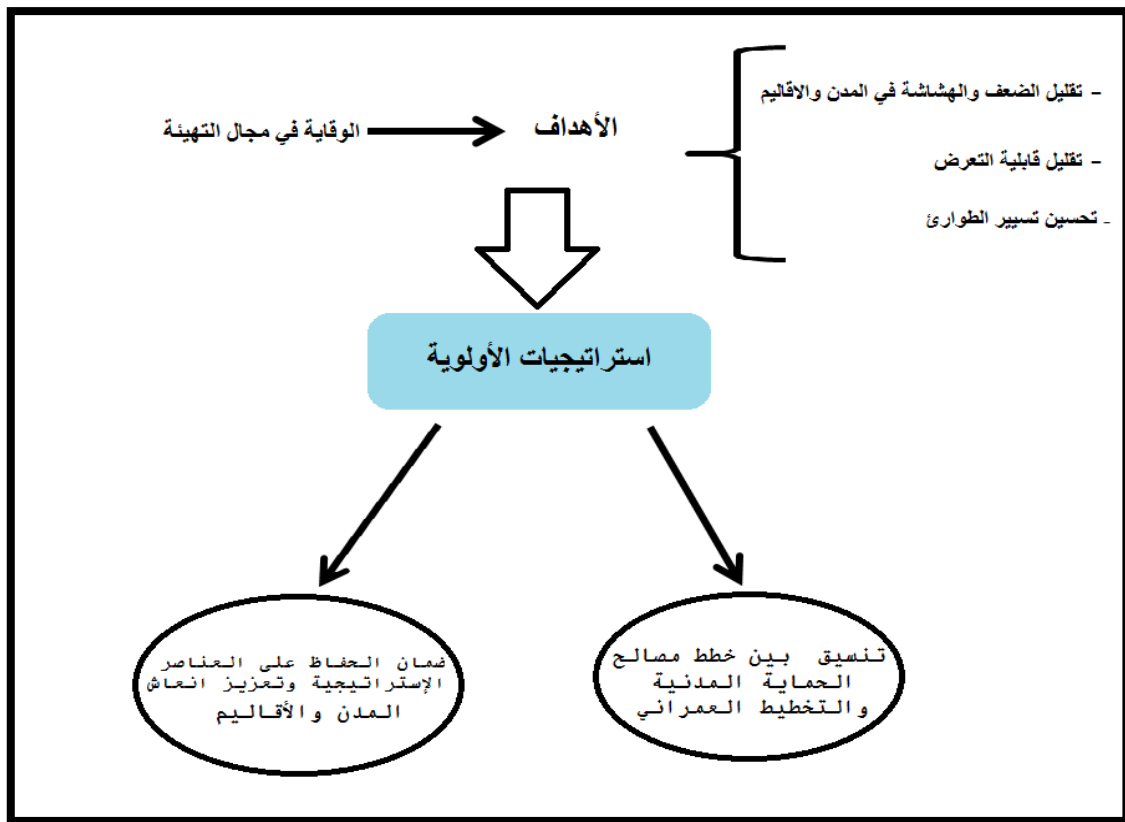 - تقليل الضعف والهشاشة في المدن والاقاليم
الوقاية في مجال التهيئة
الأهداف
- تقليل قابلية التعرض
- تحسين تسيير الطوارئ
استراتيجيات الأولوية
تنسيق بين خطط مصالح
الحماية المدنية
والتخطيط العمراني
ضمان الحفاظ على العناصر
الإستراتيجية وتعزيز انعاش
المدن والأقاليم